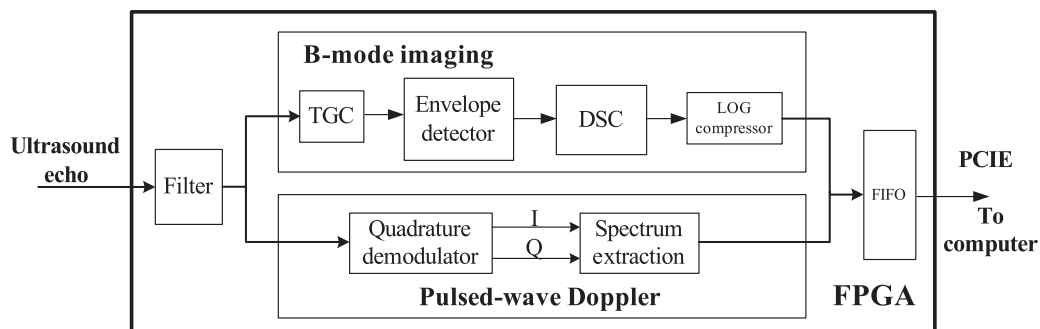 B-mode imaging
TGC
Envelope
detector
DSC
LOG
compressor
Ultrasound
echo
Filter
Quadrature
demodulator
I
Q
Spectrum
extraction
Pulsed-wave Doppler
FIFO
FPGA
PCIE
To
computer